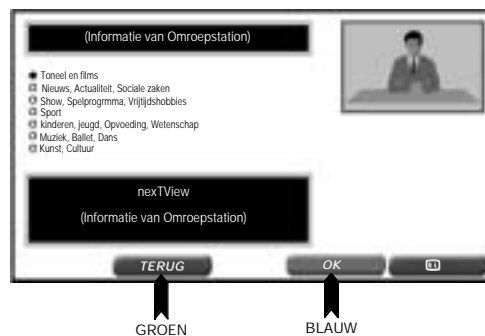 (Informatie van Omroepstation)
Toneel en films
Nieuws, Actualiteit, Sociale zaken
Show, Spelprogrmma, Vrijtijdshobbies
Sport
kinderen, jeugd, Opvoeding, Wetenschap
Muziek, Ballet, Dans
Kunst, Cultuur
nexTView
(Informatie van Omroepstation)
TERUG OK i
GROEN BLAUW